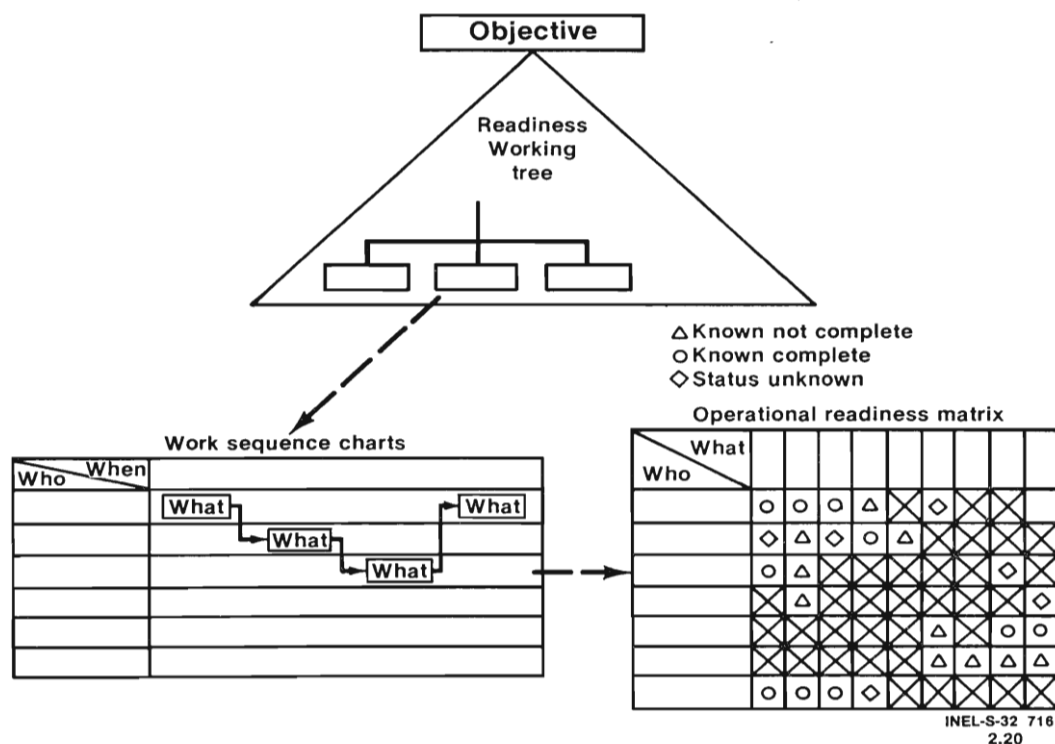 Objective
Readiness
Working
tree
Known not complete
Known complete
Status unknown
Work sequence charts
Operational readiness matrix
When
Who
What
What
What
What
What
Who
INEL-S-32 716
2.20